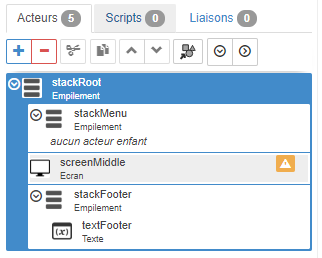 Acteurs 5 Scripts 0 Liaisons 0
stackRoot
Empilement
stackMenu
Empilement
aucun acteur enfant
screenMiddle
Ecran
stackFooter
Empilement
(x) textFooter
Texte